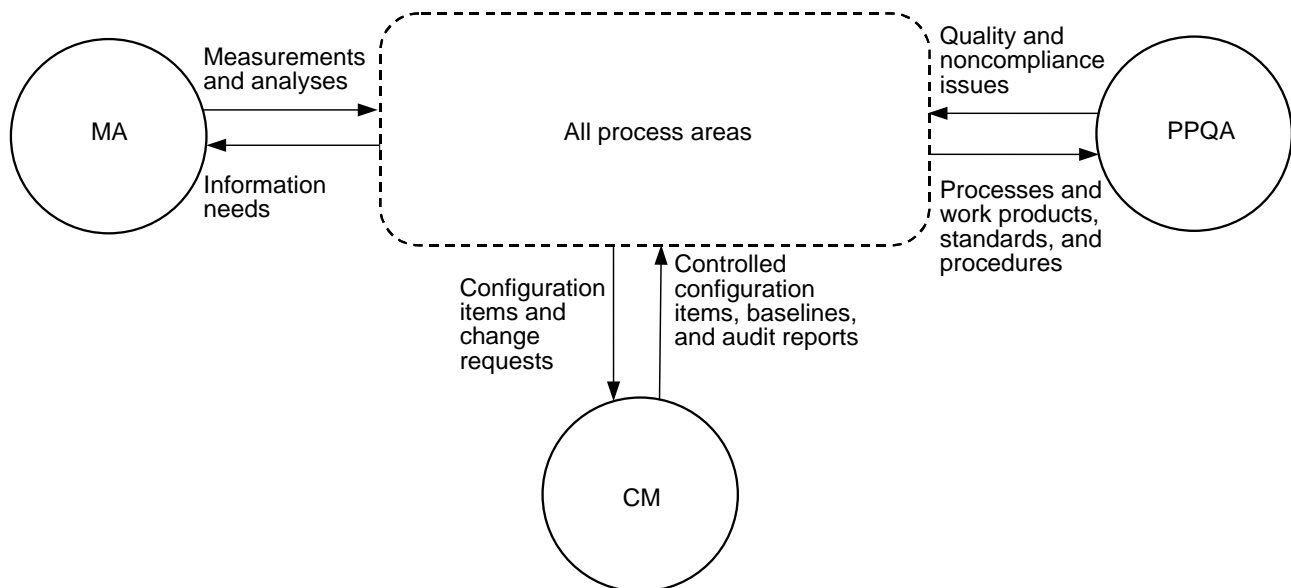 Measurements
and analyses
MA
Information
needs
All process areas
Quality and
noncompliance
issues
PPQA
Processes and
work products,
standards, and
procedures
Configuration
items and
change
requests
Controlled
configuration
items, baselines,
and audit reports
CM